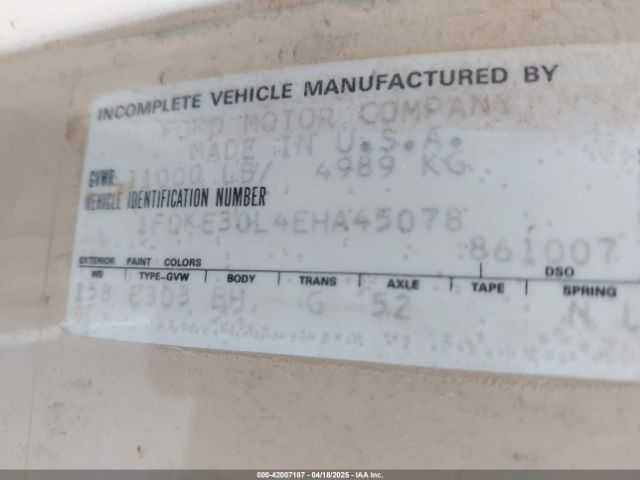 INCOMPLETE VEHICLE MANUFACTURED BY
FORD MOTOR COMPANY
MADE IN U.S.A.
GVWR: 11000 LB/ 4989 KG
VEHICLE IDENTIFICATION NUMBER
1FDKE30L4EHA45078
861007
EXTERIOR PAINT COLORS DSO
WB TYPE-GVW BODY TRANS AXLE TAPE SPRING
158 E3D3 BH G 52 N L
000-42007187 - 04/18/2025 - IAA Inc.